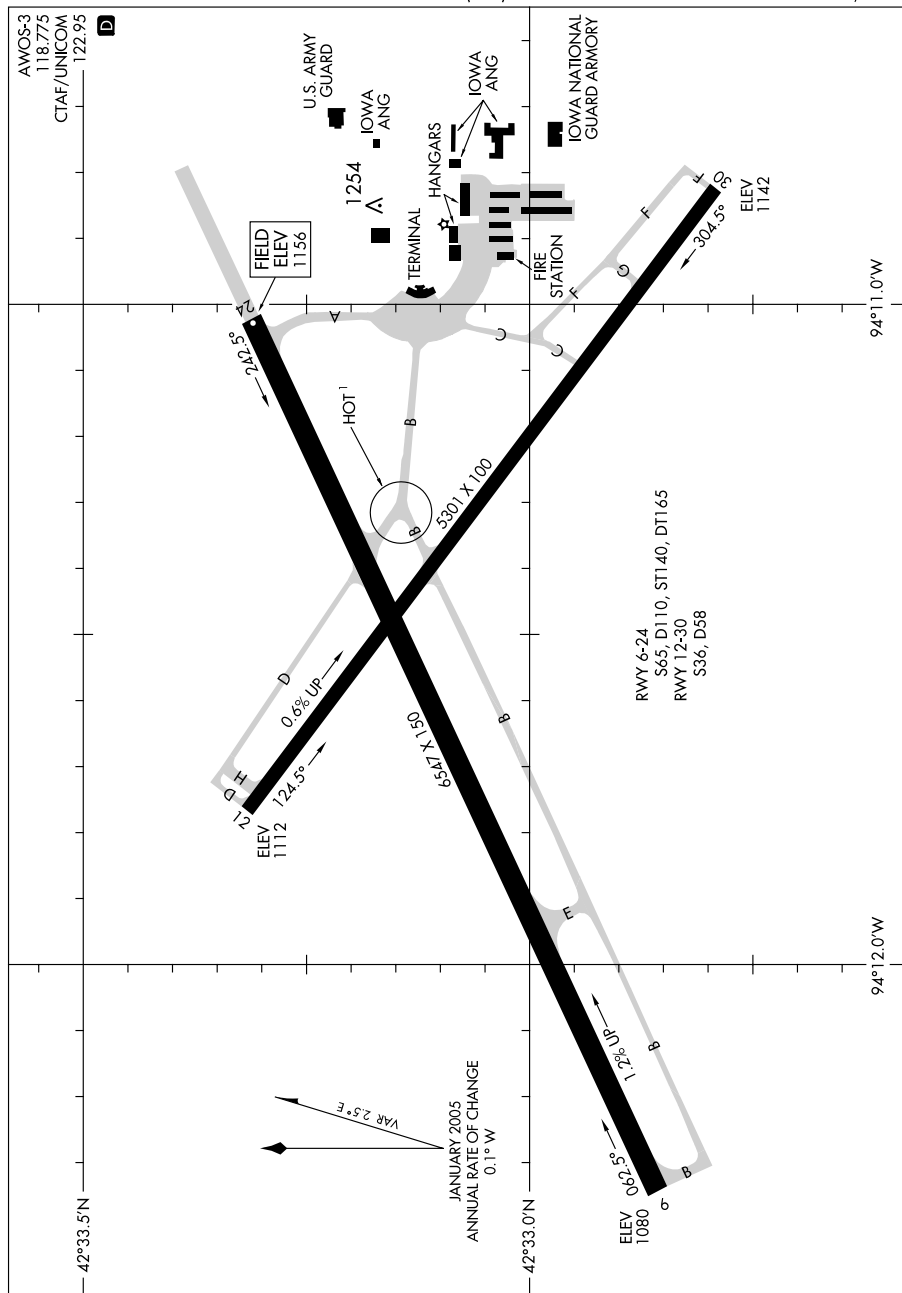 AWOS-3
118.775
CTAF/UNICOM
122.95
D
U.S. ARMY
GUARD
IOWA
ANG
1254
HANGARS
IOWA
ANG
IOWA NATIONAL
GUARD ARMORY
TERMINAL
FIRE
STATION
FIELD
ELEV
1156
24
242.5°
A
HOT 1
B
B
C
C
F
G
F
F
30
304.5°
ELEV
1142
94°11.0'W
5301 X 100
D
0.6% UP
D
H
12
124.5°
ELEV
1112
6547 X 150
B
RWY 6-24
S65, D110, ST140, DT165
RWY 12-30
S36, D58
E
94°12.0'W
1.2% UP
B
062.5°
B
6
ELEV
1080
VAR 2.5° E
JANUARY 2005
ANNUAL RATE OF CHANGE
0.1° W
42°33.5'N
42°33.0'N